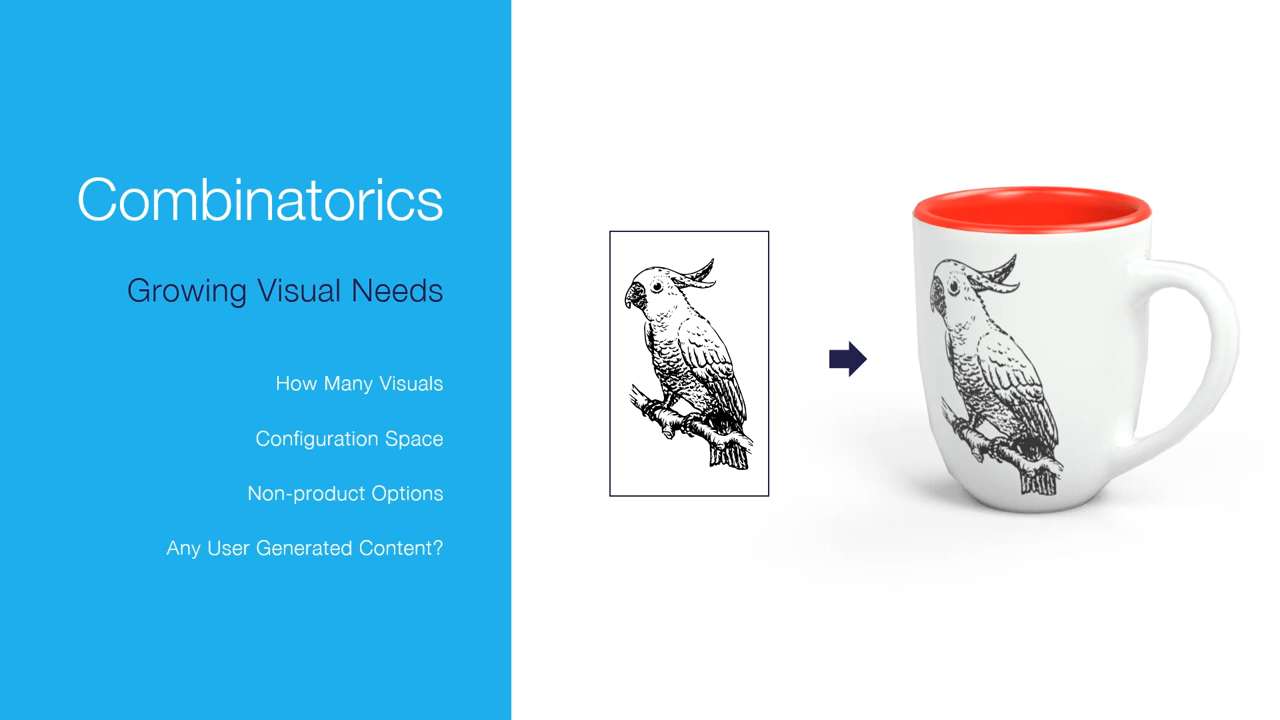 Combinatorics
Growing Visual Needs
How Many Visuals
Configuration Space
Non-product Options
Any User Generated Content?